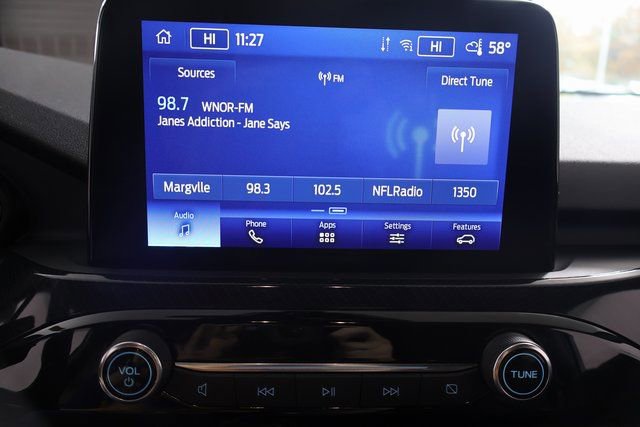 HI 11:27 HI 58°
Sources FM Direct Tune
98.7 WNOR-FM
Janes Addiction - Jane Says
Margvlle 98.3 102.5 NFLRadio 1350
Audio Phone Apps Settings Features
VOL TUNE